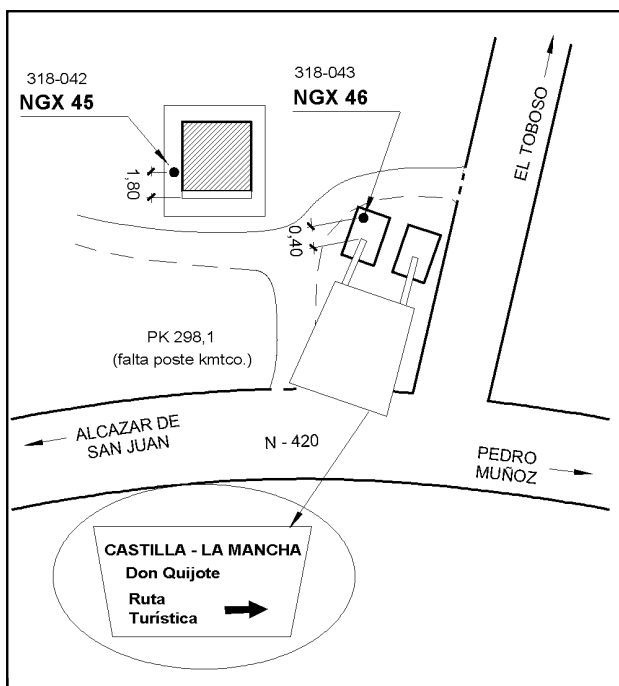 318-042
NGX 45
318-043
NGX 46
EL TOBOSO
1,80
0,40
PK 298,1
(falta poste kmtco.)
ALCAZAR DE
SAN JUAN
N - 420
PEDRO
MUÑOZ
CASTILLA - LA MANCHA
Don Quijote
Ruta
Turística